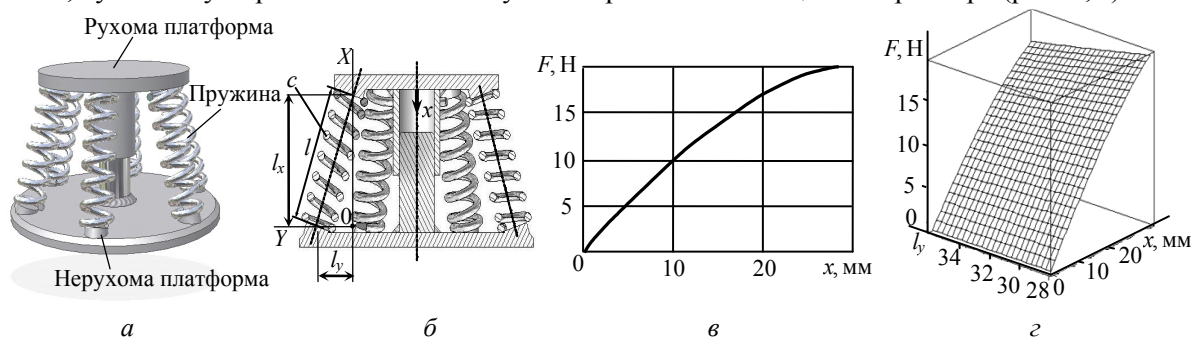 Рухома платформа
Пружина
Нерухома платформа
а
X
c
x
l
lₓ
0
Y
l_y
б
F, Н
15
10
5
0
10
20
x, мм
в
F, Н
15
10
5
0
l_y
34
32
30
28
0
10
20
x, мм
г